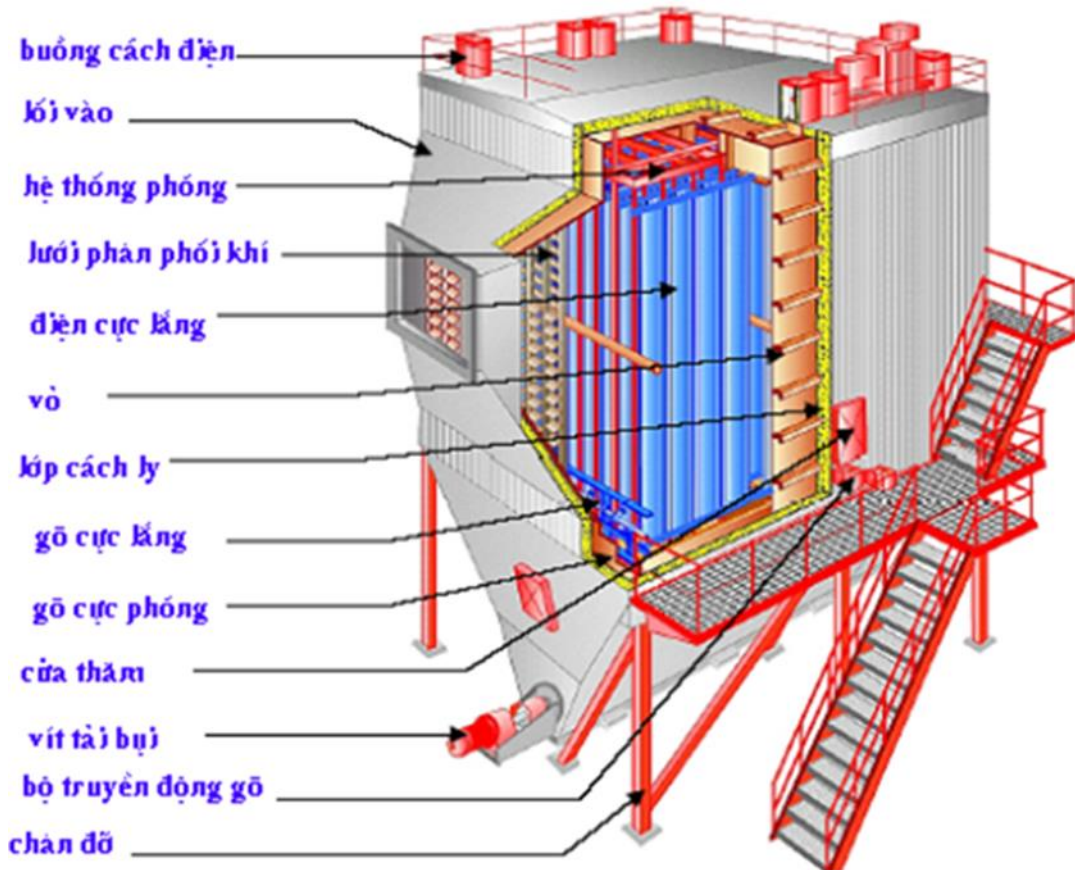 buồng cách điện
lối vào
hệ thống phóng
lưới phân phối khí
điện cực lắng
vỏ
lớp cách ly
gõ cực lắng
gõ cực phóng
cửa thăm
vít tải bụi
bộ truyền động gõ
chân đỡ